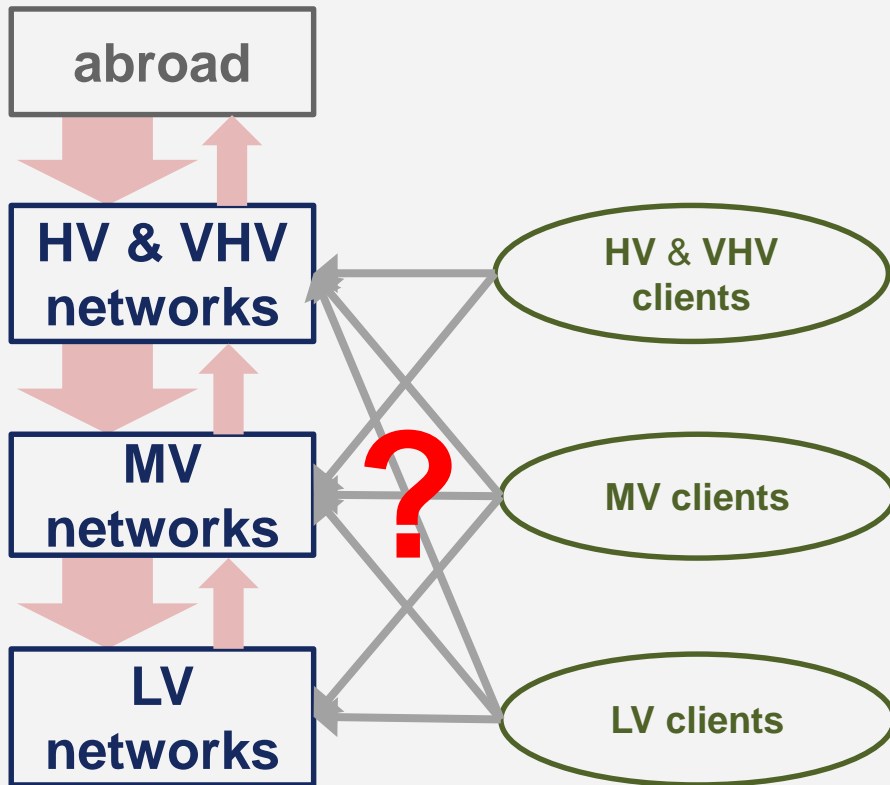 abroad
HV & VHV
networks
HV & VHV
clients
?
MV
networks
MV clients
LV
networks
LV clients